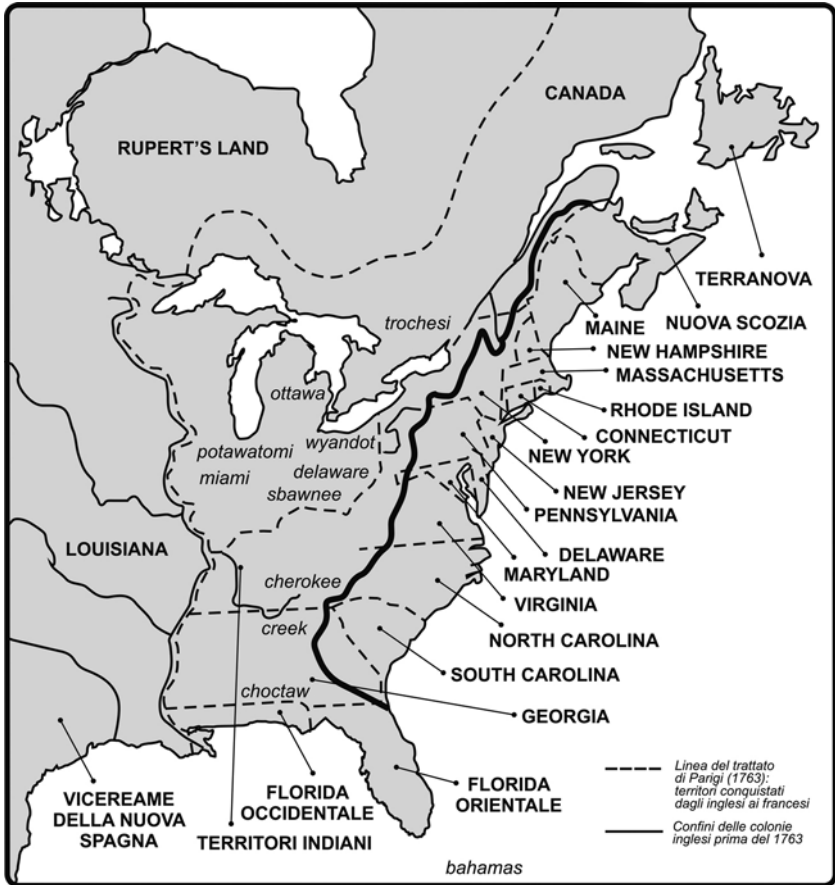 CANADA
RUPERT'S LAND
TERRANOVA
trochesi
MAINE
NUOVA SCOZIA
NEW HAMPSHIRE
MASSACHUSETTS
ottawa
RHODE ISLAND
CONNECTICUT
wyandot
potawatomi
NEW YORK
delaware
miami
sbawnee
NEW JERSEY
PENNSYLVANIA
LOUISIANA
DELAWARE
MARYLAND
cherokee
VIRGINIA
creek
NORTH CAROLINA
SOUTH CAROLINA
choctaw
GEORGIA
Linea del trattato
di Parigi (1763):
territori conquistati
dagli inglesi ai francesi
FLORIDA
OCCIDENTALE
FLORIDA
ORIENTALE
VICEREAME
DELLA NUOVA
SPAGNA
TERRITORI INDIANI
Confini delle colonie
inglesi prima del 1763
bahamas